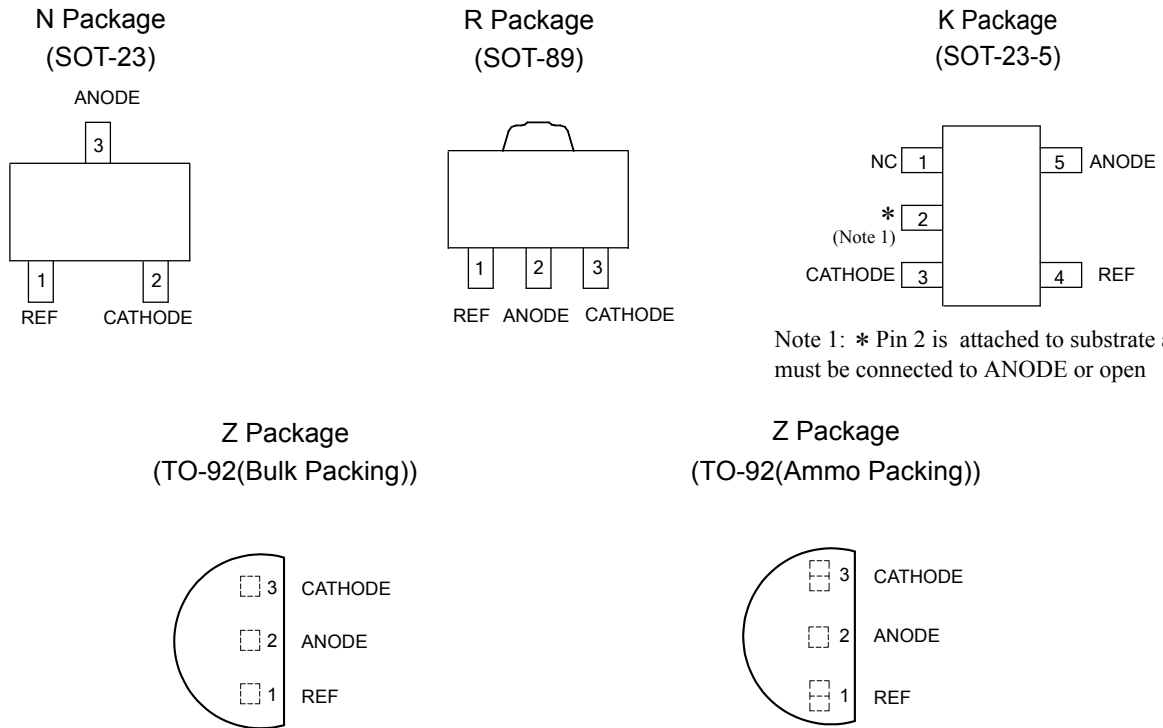 N Package
(SOT-23)
ANODE
3
1
2
REF
CATHODE
R Package
(SOT-89)
1
2
3
REF
ANODE
CATHODE
K Package
(SOT-23-5)
NC
1
5
ANODE
*
2
(Note 1)
CATHODE
3
4
REF
Note 1: * Pin 2 is attached to substrate
must be connected to ANODE or open
Z Package
(TO-92(Bulk Packing))
3
CATHODE
2
ANODE
1
REF
Z Package
(TO-92(Ammo Packing))
3
CATHODE
2
ANODE
1
REF